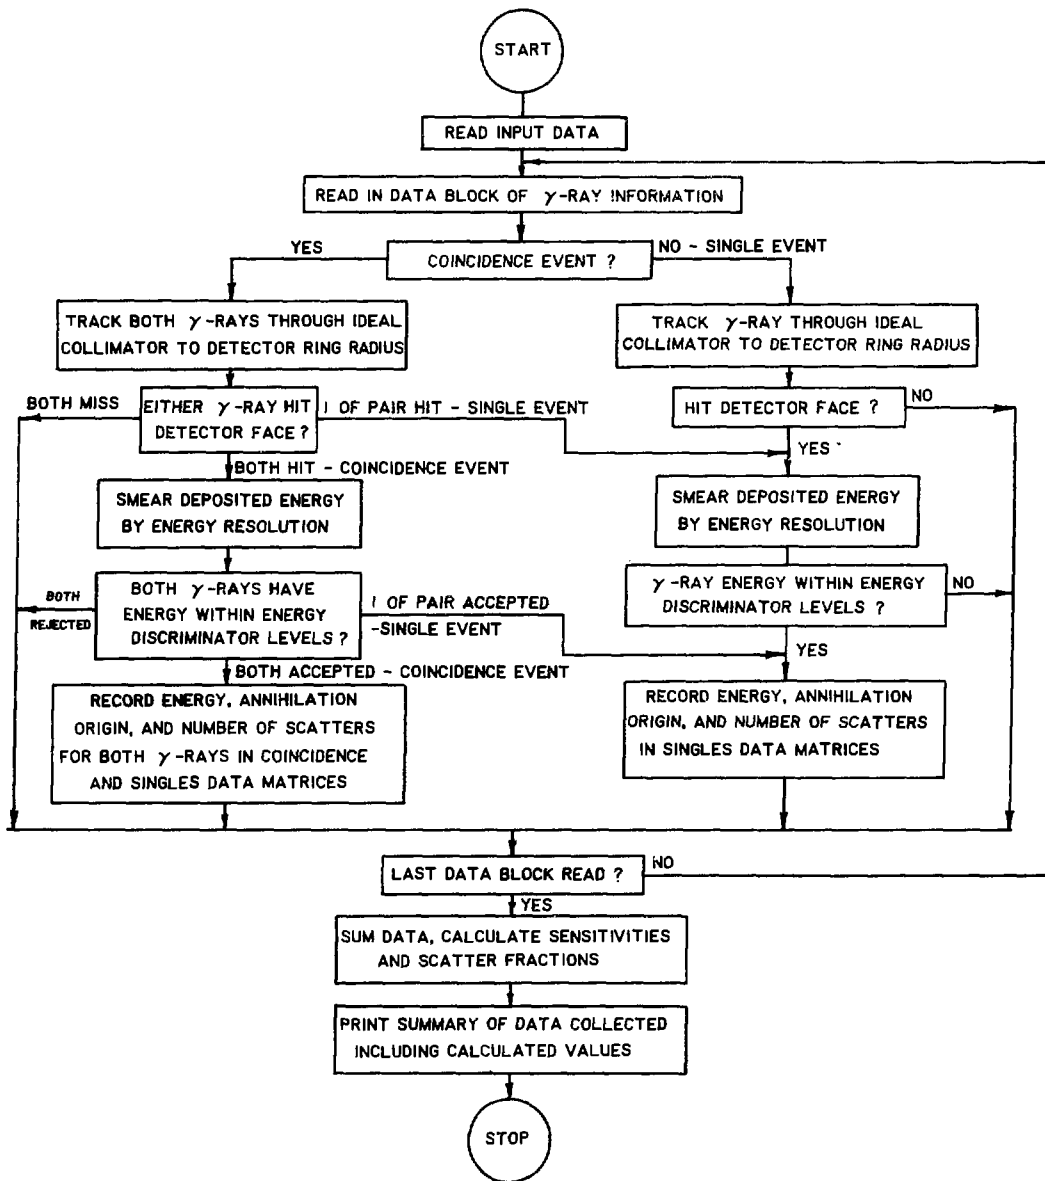 START
READ INPUT DATA
READ IN DATA BLOCK OF γ-RAY INFORMATION
YES
COINCIDENCE EVENT ?
NO - SINGLE EVENT
TRACK BOTH γ-RAYS THROUGH IDEAL
COLLIMATOR TO DETECTOR RING RADIUS
TRACK γ-RAY THROUGH IDEAL
COLLIMATOR TO DETECTOR RING RADIUS
BOTH MISS
EITHER γ-RAY HIT
DETECTOR FACE ?
1 OF PAIR HIT - SINGLE EVENT
HIT DETECTOR FACE ?
NO
YES
BOTH HIT - COINCIDENCE EVENT
SMEAR DEPOSITED ENERGY
BY ENERGY RESOLUTION
SMEAR DEPOSITED ENERGY
BY ENERGY RESOLUTION
BOTH
REJECTED
BOTH γ-RAYS HAVE
ENERGY WITHIN ENERGY
DISCRIMINATOR LEVELS ?
1 OF PAIR ACCEPTED
-SINGLE EVENT
γ-RAY ENERGY WITHIN ENERGY
DISCRIMINATOR LEVELS ?
NO
YES
BOTH ACCEPTED - COINCIDENCE EVENT
RECORD ENERGY, ANNIHILATION
ORIGIN, AND NUMBER OF SCATTERS
FOR BOTH γ-RAYS IN COINCIDENCE
AND SINGLES DATA MATRICES
RECORD ENERGY, ANNIHILATION
ORIGIN, AND NUMBER OF SCATTERS
IN SINGLES DATA MATRICES
LAST DATA BLOCK READ ?
NO
YES
SUM DATA, CALCULATE SENSITIVITIES
AND SCATTER FRACTIONS
PRINT SUMMARY OF DATA COLLECTED
INCLUDING CALCULATED VALUES
STOP